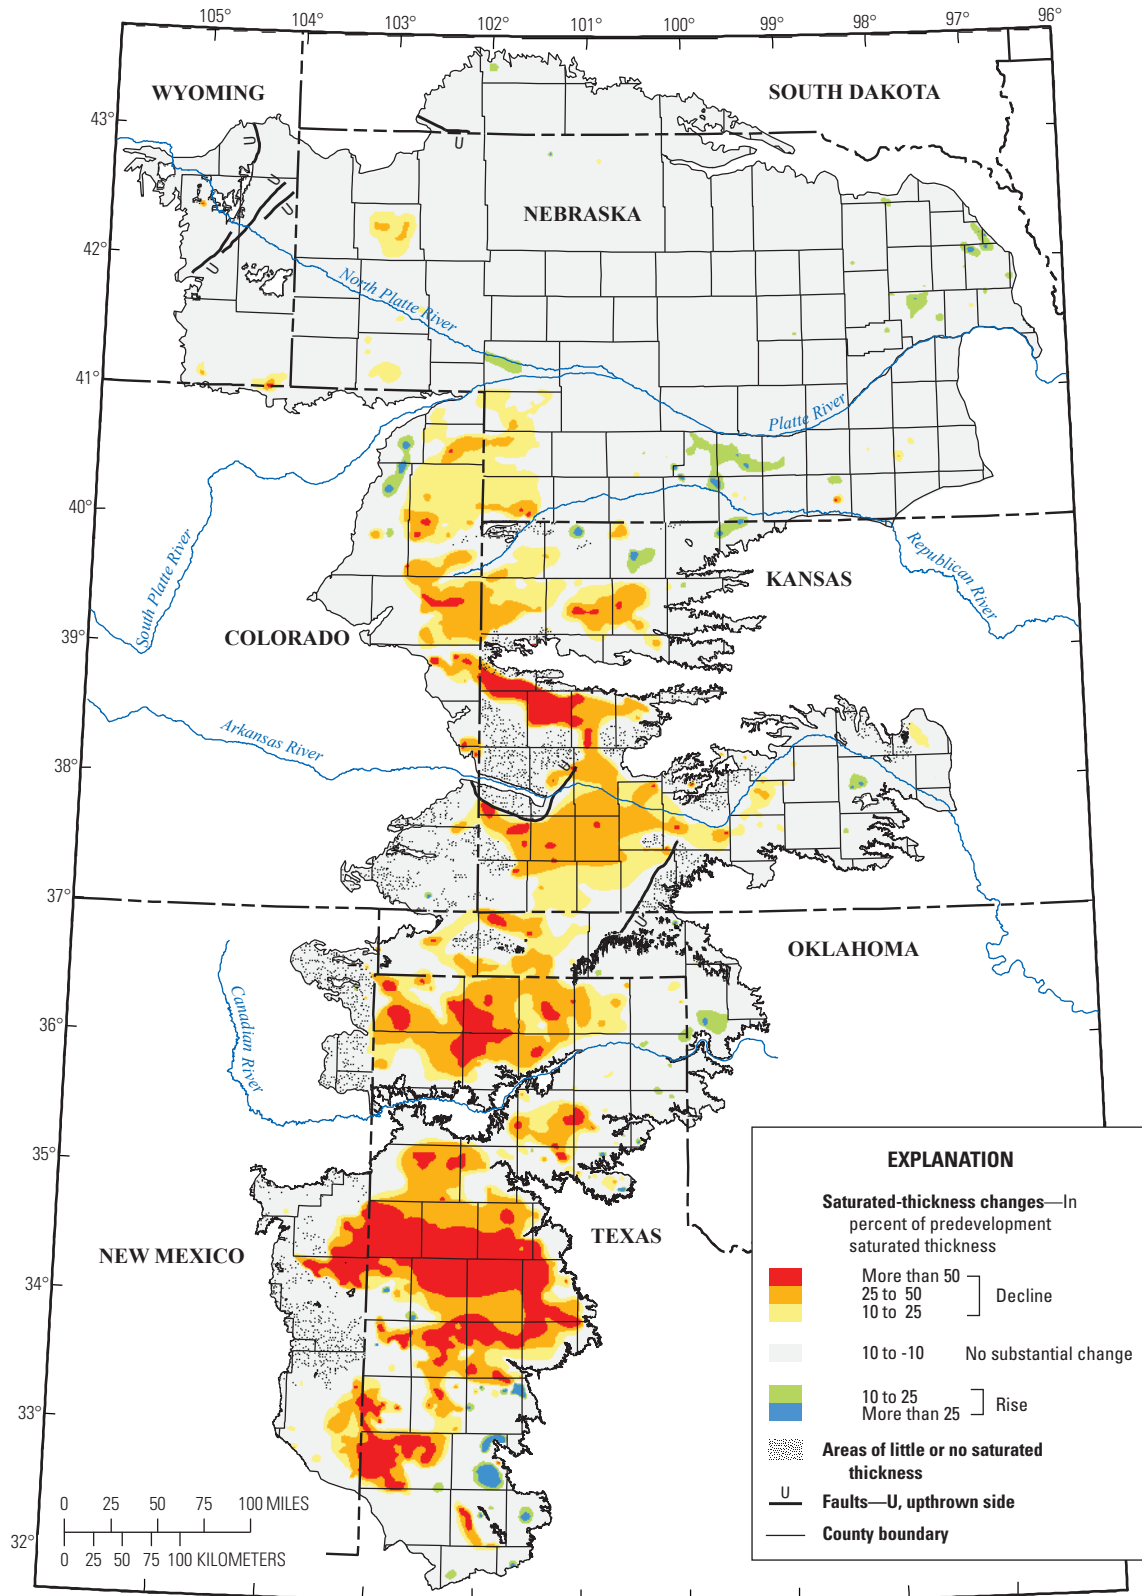 105° 104° 103° 102° 101° 100° 99° 98° 97° 96°
WYOMING
SOUTH DAKOTA
43°
U
U
U
U
U
NEBRASKA
42°
North Platte River
41°
Platte River
40°
South Platte River
Republican River
KANSAS
COLORADO
39°
Arkansas River
38°
U
37°
U
OKLAHOMA
Canadian River
36°
35°
TEXAS
NEW MEXICO
34°
33°
32°
EXPLANATION
Saturated-thickness changes—In
percent of predevelopment
saturated thickness
More than 50
25 to 50
10 to 25
Decline
10 to -10 No substantial change
10 to 25
More than 25
Rise
Areas of little or no saturated
thickness
U
Faults—U, upthrown side
County boundary
0 25 50 75 100 MILES
0 25 50 75 100 KILOMETERS